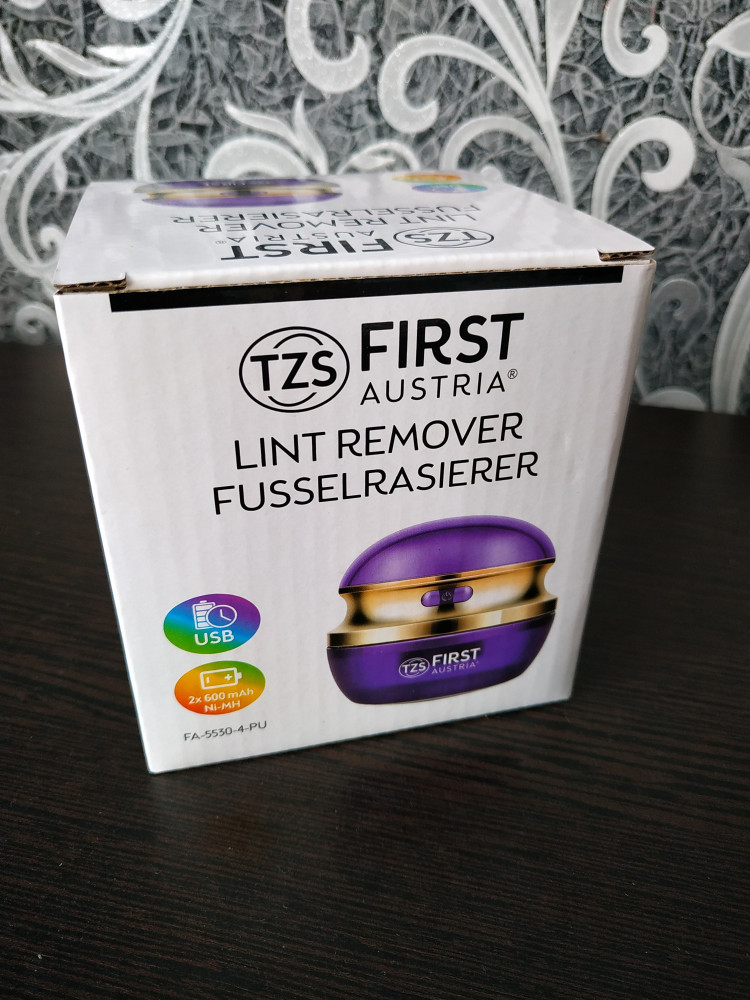 TZS FIRST
AUSTRIA®
LINT REMOVER
FUSSELRASIERER
TZS FIRST
AUSTRIA®
LINT REMOVER
FUSSELRASIERER
USB
2x 600 mAh
Ni-MH
FA-5530-4-PU
TZS FIRST
AUSTRIA